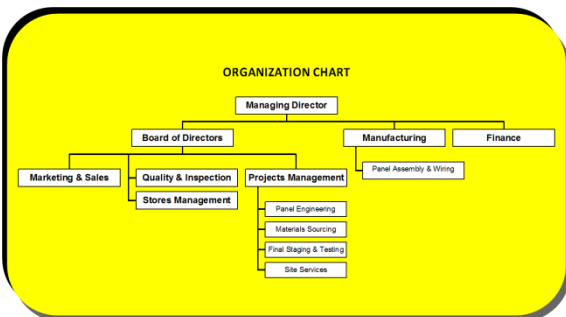 ORGANIZATION CHART
Managing Director
Board of Directors
Manufacturing
Finance
Marketing & Sales
Quality & Inspection
Projects Management
Panel Assembly & Wiring
Stores Management
Panel Engineering
Materials Sourcing
Final Staging & Testing
Site Services